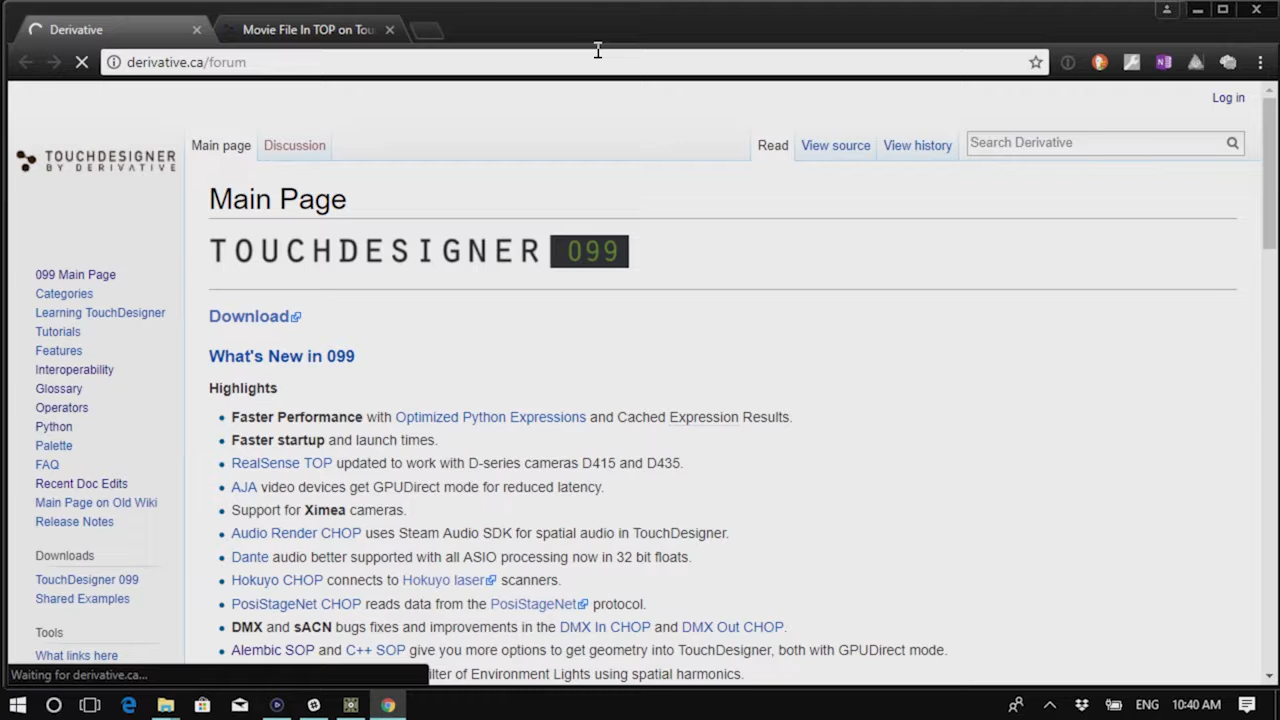 Derivative
Movie File In TOP on Tou
derivative.ca/forum
Log in
TOUCHDESIGNER
BY DERIVATIVE
Main page
Discussion
Read
View source
View history
Search Derivative
Main Page
TOUCHDESIGNER 099
Download
What's New in 099
Highlights
Faster Performance with Optimized Python Expressions and Cached Expression Results.
Faster startup and launch times.
RealSense TOP updated to work with D-series cameras D415 and D435.
AJA video devices get GPUDirect mode for reduced latency.
Support for Ximea cameras.
Audio Render CHOP uses Steam Audio SDK for spatial audio in TouchDesigner.
Dante audio better supported with all ASIO processing now in 32 bit floats.
Hokuyo CHOP connects to Hokuyo laser scanners.
PosiStageNet CHOP reads data from the PosiStageNet protocol.
DMX and sACN bugs fixes and improvements in the DMX In CHOP and DMX Out CHOP.
Alembic SOP and C++ SOP give you more options to get geometry into TouchDesigner, both with GPUDirect mode.
ilter of Environment Lights using spatial harmonics.
099 Main Page
Categories
Learning TouchDesigner
Tutorials
Features
Interoperability
Glossary
Operators
Python
Palette
FAQ
Recent Doc Edits
Main Page on Old Wiki
Release Notes
Downloads
TouchDesigner 099
Shared Examples
Tools
What links here
Waiting for derivative.ca...
ENG
10:40 AM